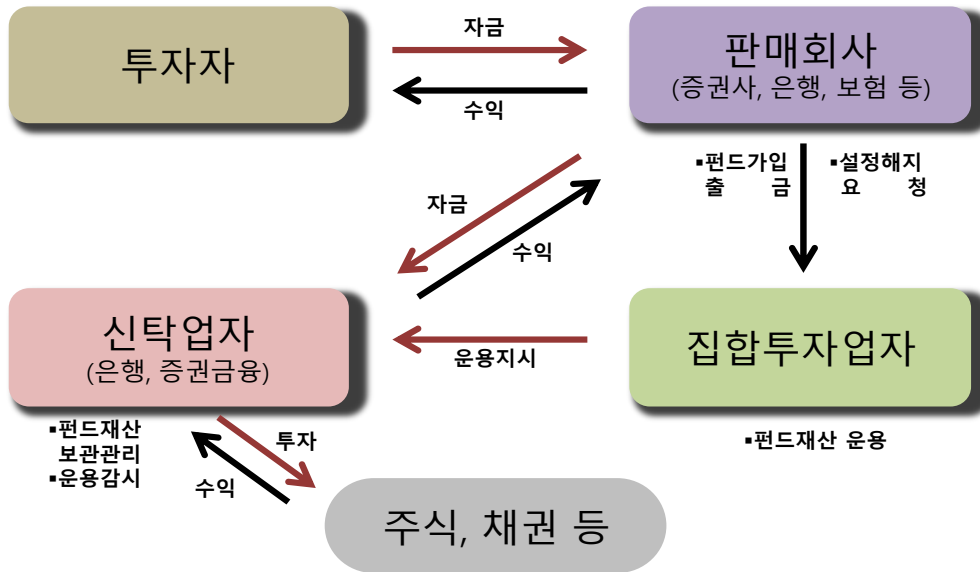 투자자
자금
수익
판매회사
(증권사, 은행, 보험 등)
▪펀드가입
출 금
▪설정해지
요 청
자금
수익
신탁업자
(은행, 증권금융)
운용지시
집합투자업자
▪펀드재산
보관관리
▪운용감시
투자
수익
▪펀드재산 운용
주식, 채권 등